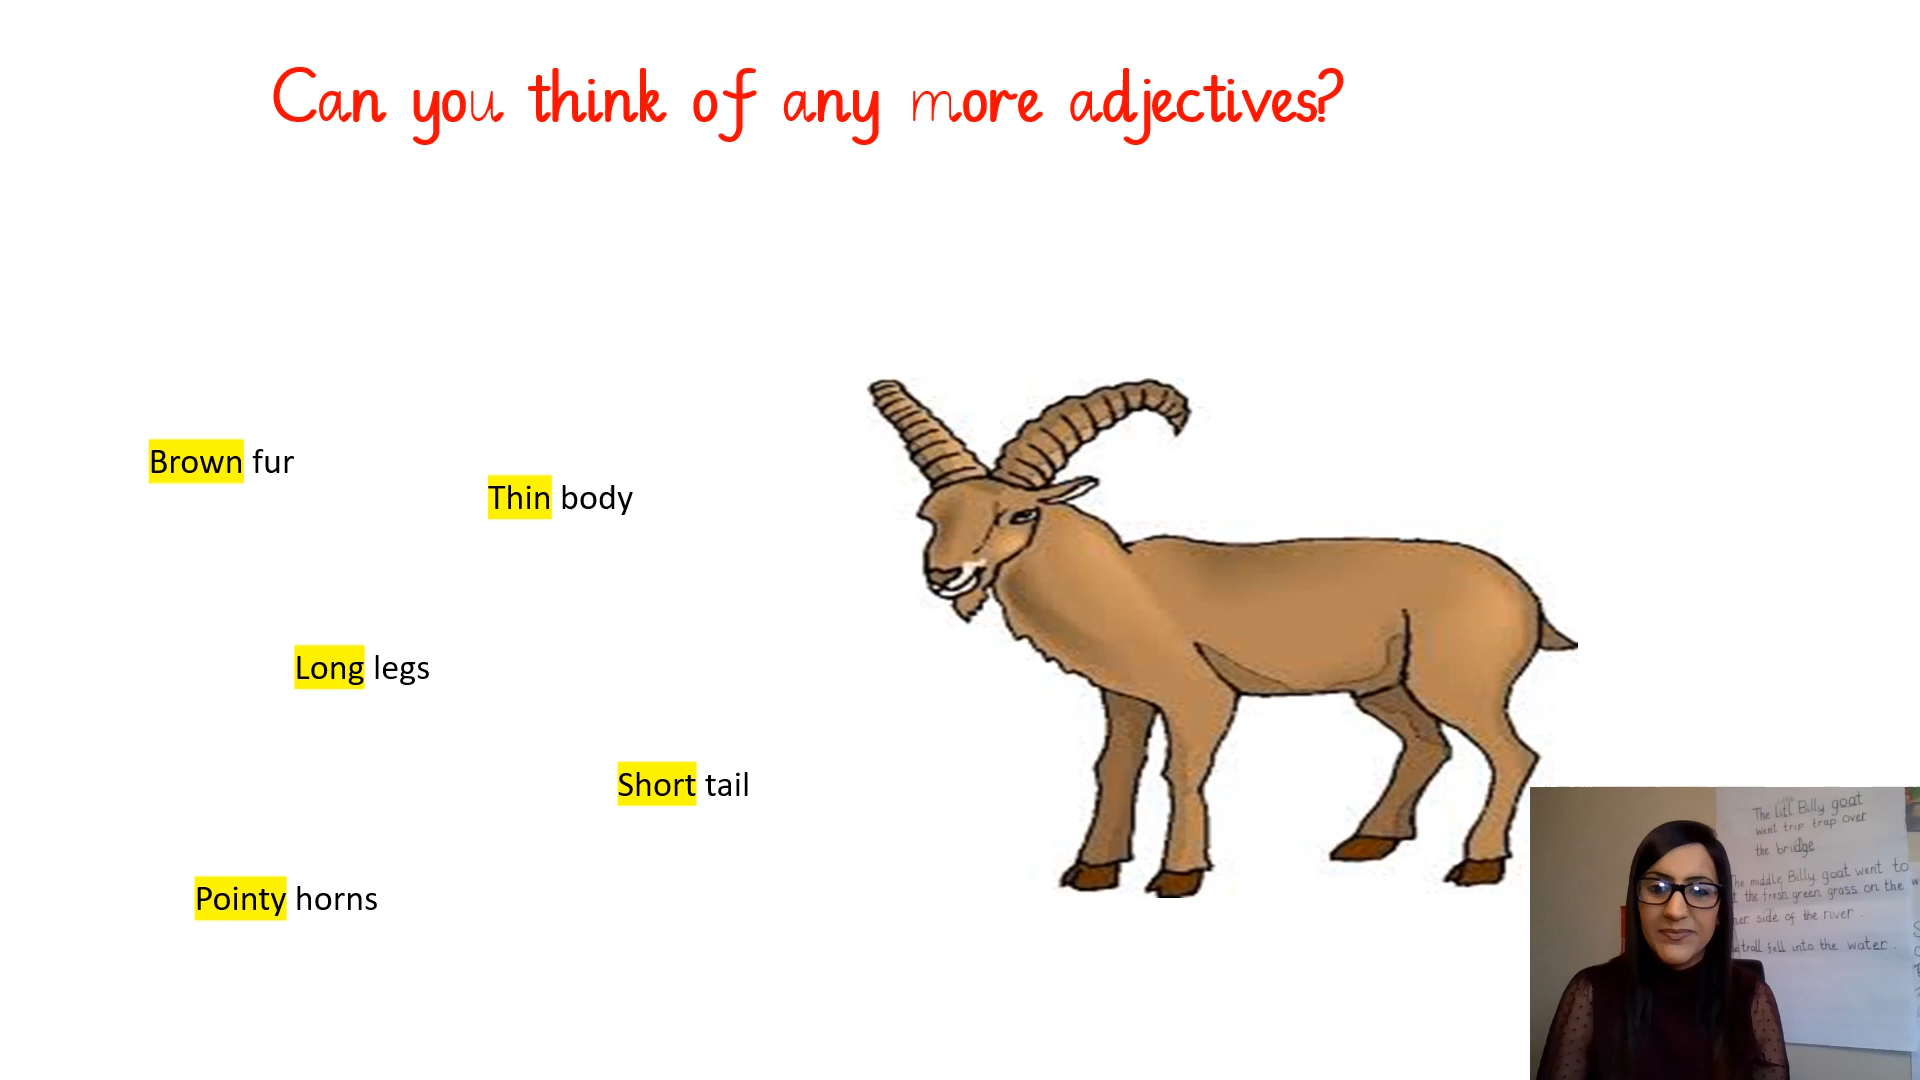 Can you think of any more adjectives?
Brown fur
Thin body
Long legs
Short tail
Pointy horns
The litl Billy goat
went trip trap over
the bridge
The middle Billy goat went to
the fresh green grass on the
side of the river.
troll fell into the water.